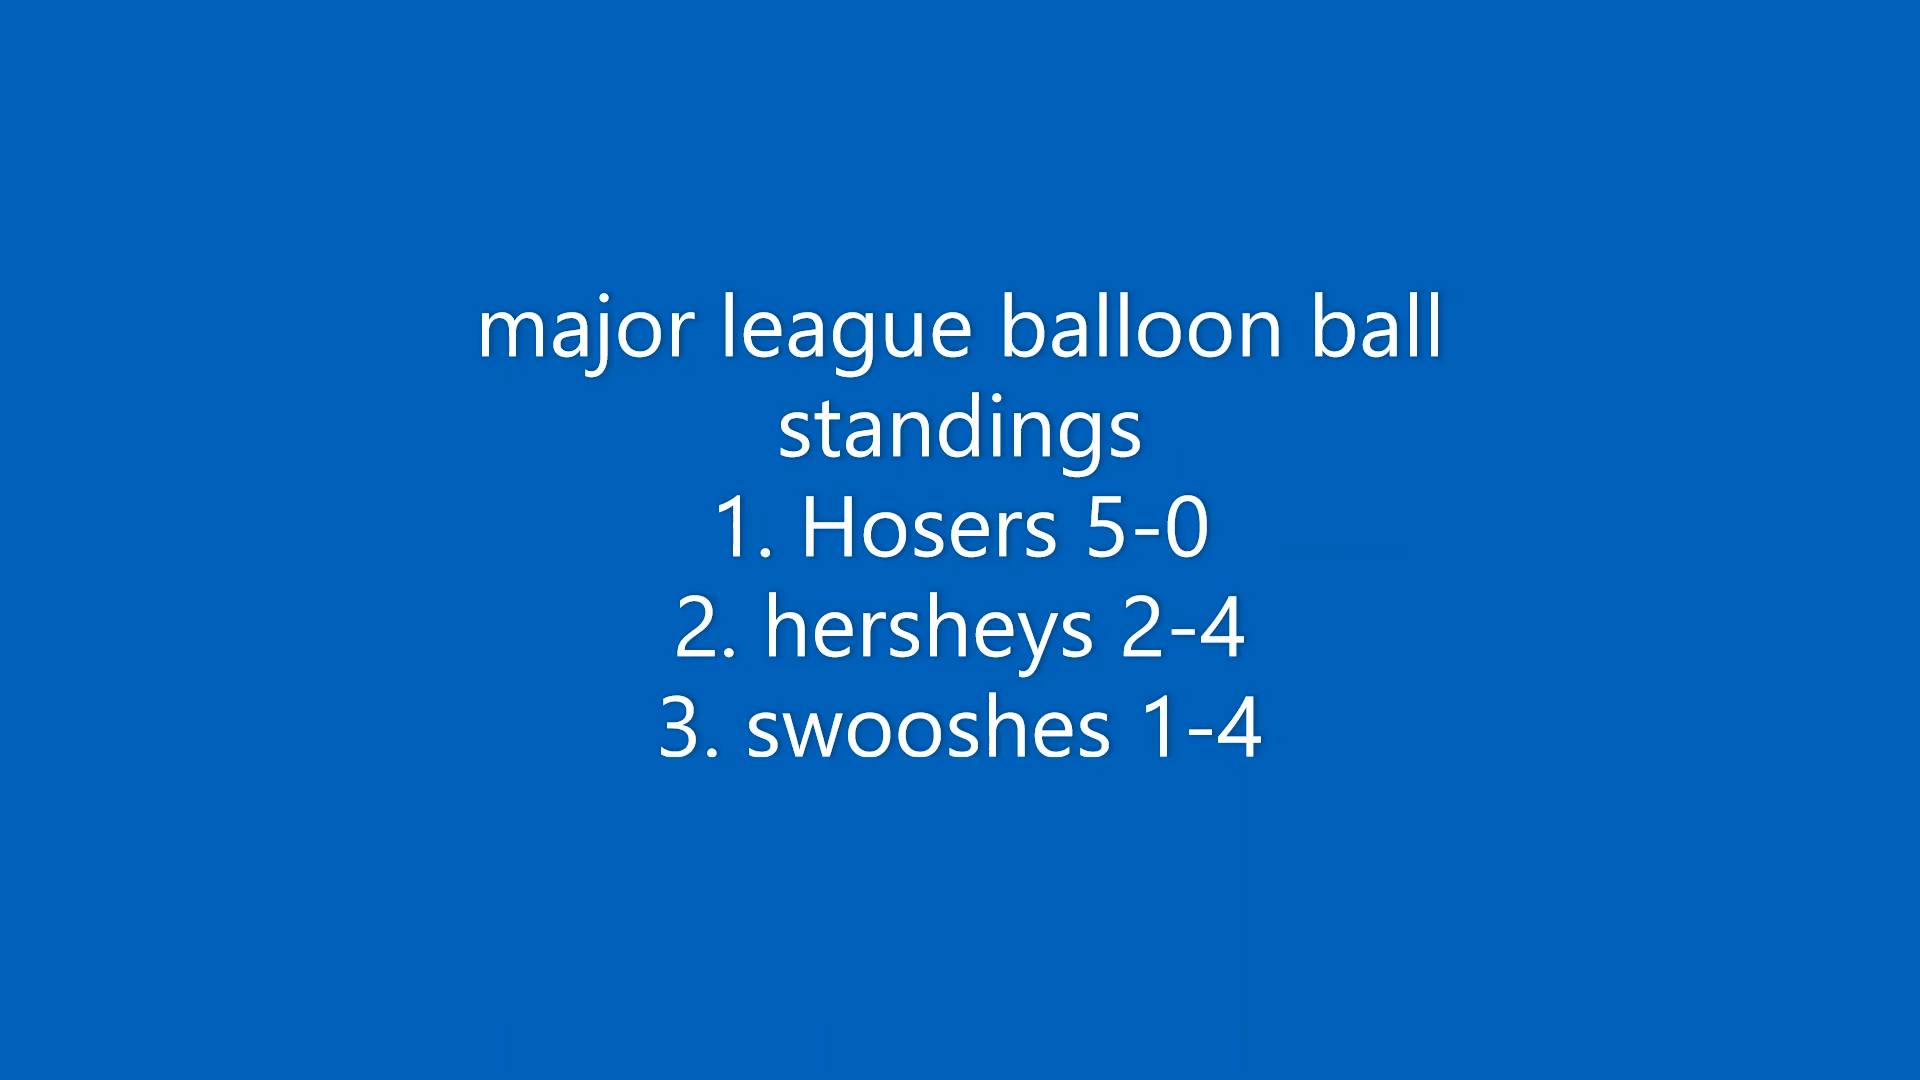 major league balloon ball
standings
1. Hosers 5-0
2. hersheys 2-4
3. swooshes 1-4